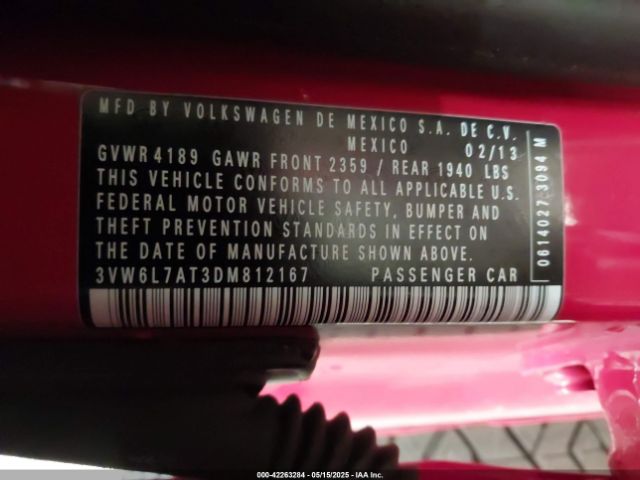 MFD BY VOLKSWAGEN DE MEXICO S.A. DE C.V.
MEXICO 02/13
GVWR 4189 GAWR FRONT 2359 / REAR 1940 LBS
THIS VEHICLE CONFORMS TO ALL APPLICABLE U.S.
FEDERAL MOTOR VEHICLE SAFETY, BUMPER AND
THEFT PREVENTION STANDARDS IN EFFECT ON
THE DATE OF MANUFACTURE SHOWN ABOVE.
3VW6L7AT3DM812167 PASSENGER CAR
0614027 3094 M
000-42263284 - 05/15/2025 - IAA Inc.